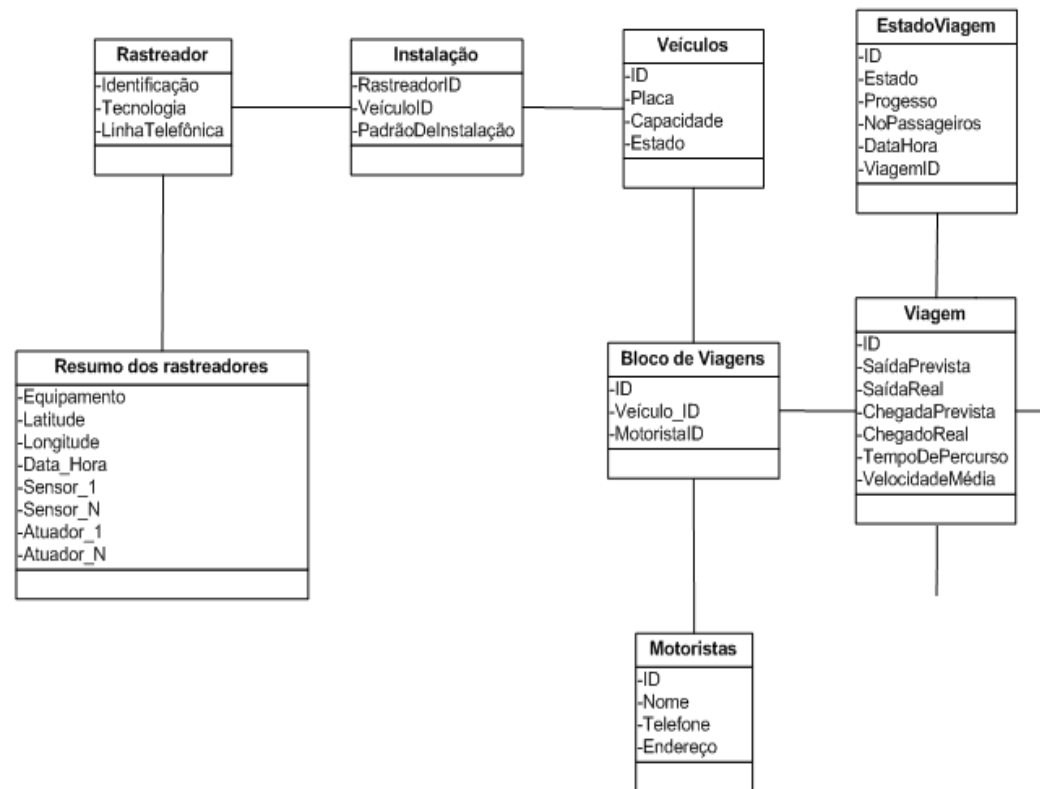 Rastreador
-Identificação
-Tecnologia
-LinhaTelefônica
Instalação
-RastreadorID
-VeículoID
-PadrãoDeInstalação
Veículos
-ID
-Placa
-Capacidade
-Estado
EstadoViagem
-ID
-Estado
-Progesso
-NoPassageiros
-DataHora
-ViagemID
Resumo dos rastreadores
-Equipamento
-Latitude
-Longitude
-Data_Hora
-Sensor_1
-Sensor_N
-Atuador_1
-Atuador_N
Bloco de Viagens
-ID
-Veículo_ID
-MotoristaID
Viagem
-ID
-SaídaPrevista
-SaídaReal
-ChegadaPrevista
-ChegadoReal
-TempoDePercurso
-VelocidadeMédia
Motoristas
-ID
-Nome
-Telefone
-Endereço